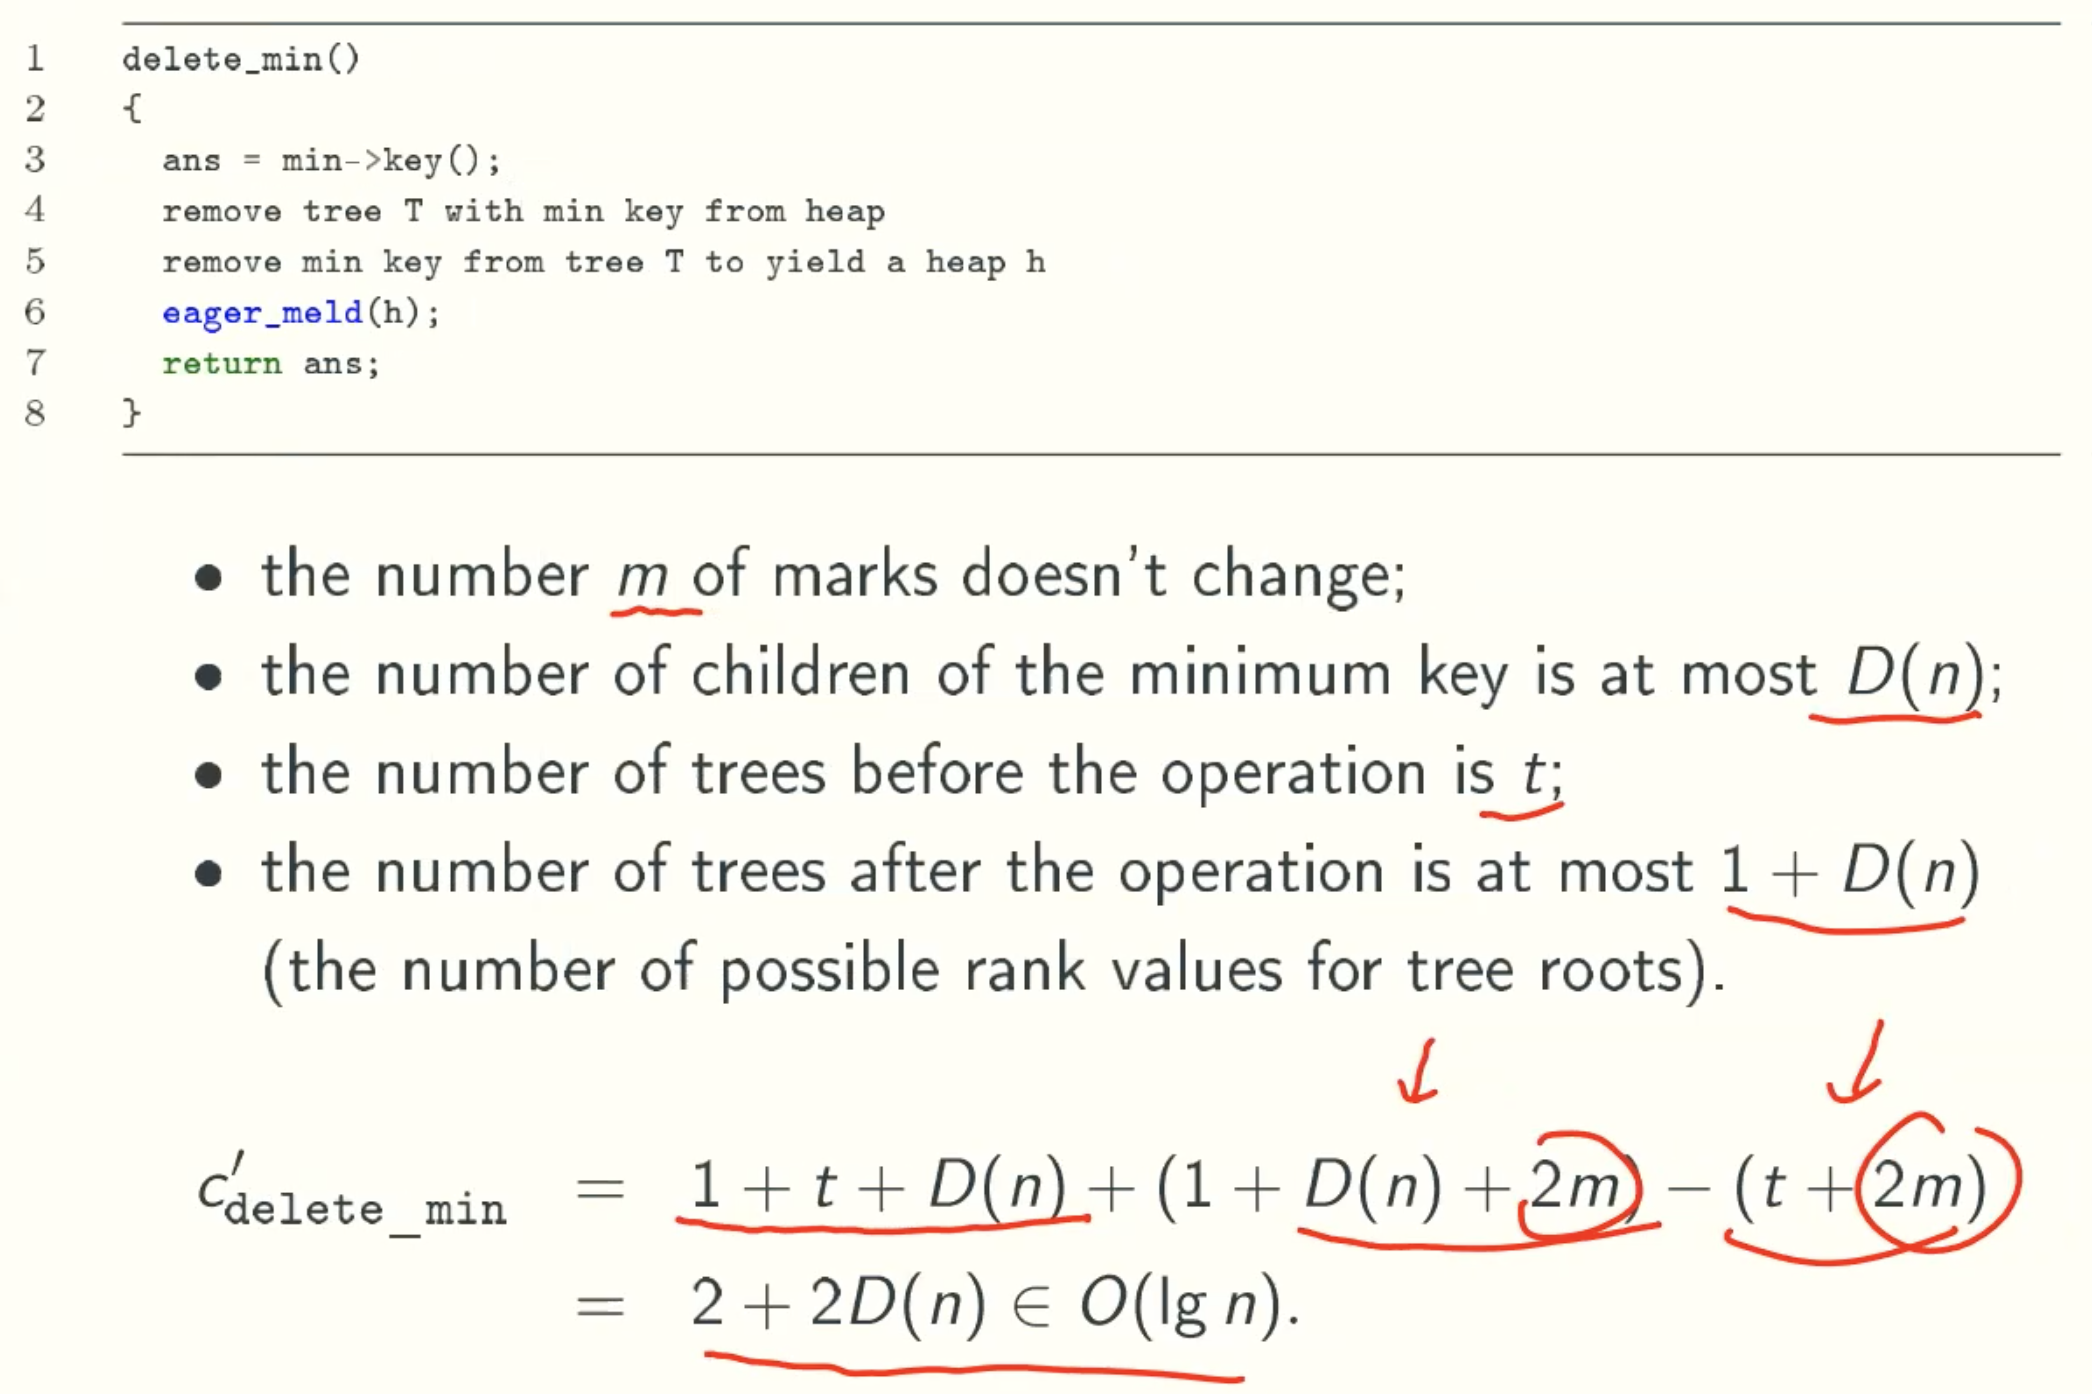 1 delete_min()
2 {
3 ans = min->key();
4 remove tree T with min key from heap
5 remove min key from tree T to yield a heap h
6 eager_meld(h);
7 return ans;
8 }
• the number m of marks doesn't change;
• the number of children of the minimum key is at most D(n);
• the number of trees before the operation is t;
• the number of trees after the operation is at most 1 + D(n)
(the number of possible rank values for tree roots).
c′delete_min = 1 + t + D(n) + (1 + D(n) + 2m) − (t + 2m)
= 2 + 2D(n) ∈ O(lg n).